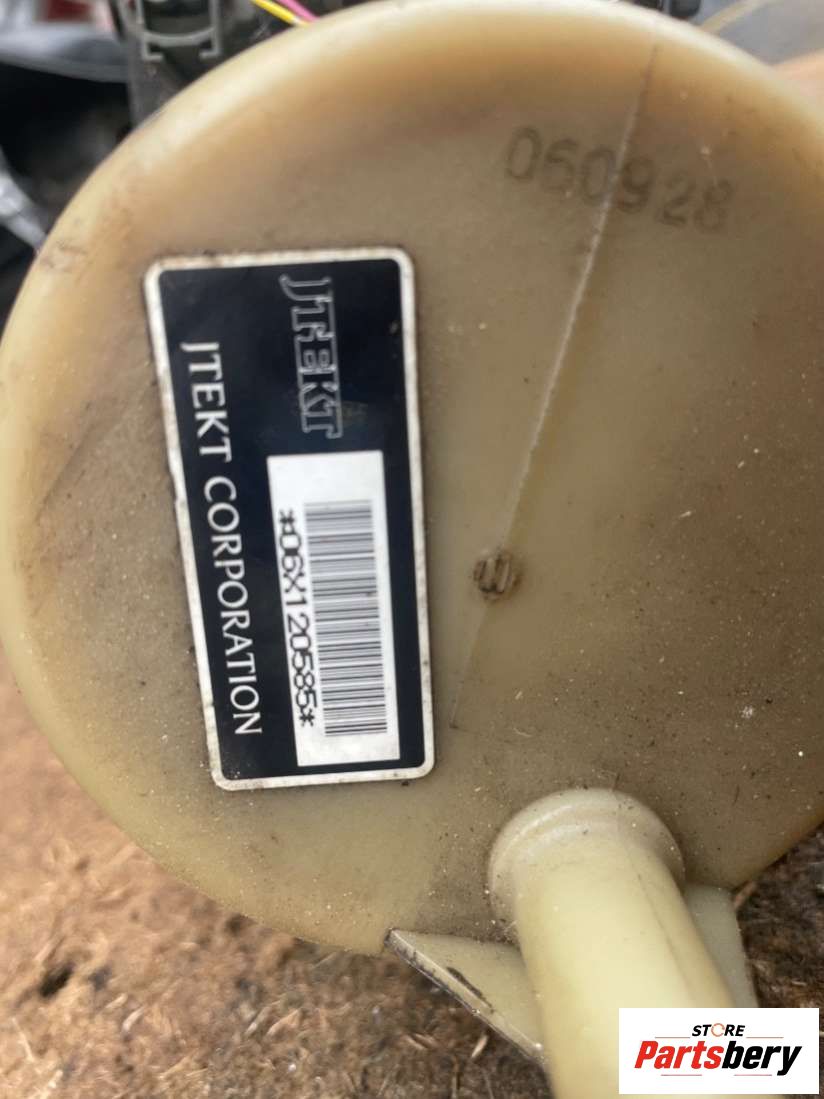 060928
JTEKT
*06X120585*
JTEKT CORPORATION
STORE
Partsbery